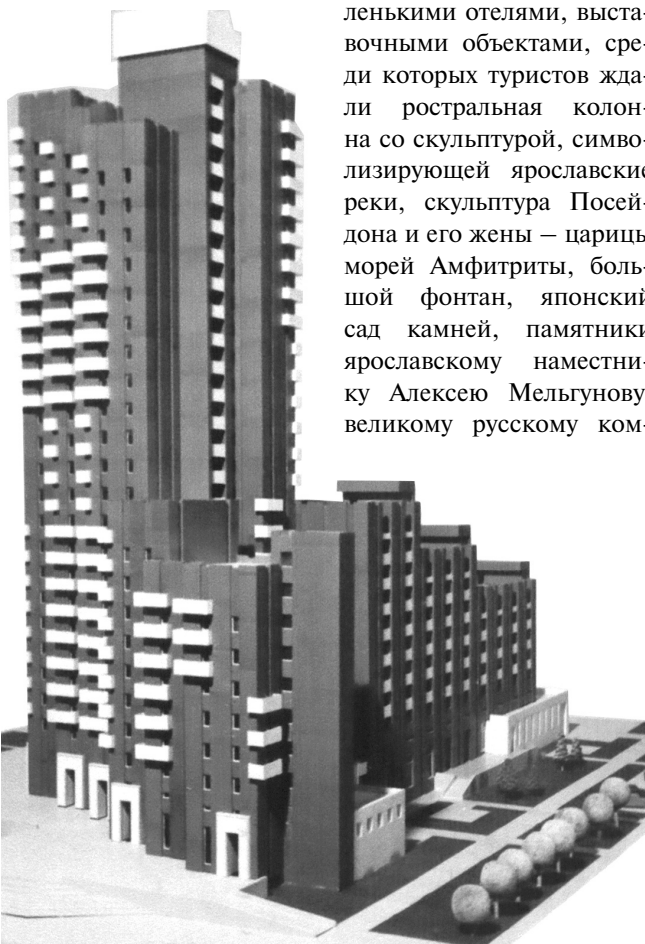 ленькими отелями, выста-
вочными объектами, сре-
ди которых туристов жда-
ли ростральная колон-
на со скульптурой, симво-
лизирующей ярославские
реки, скульптура Посей-
дона и его жены – царицы
морей Амфитриты, боль-
шой фонтан, японский
сад камней, памятники
ярославскому наместни-
ку Алексею Мельгунову,
великому русскому ком-